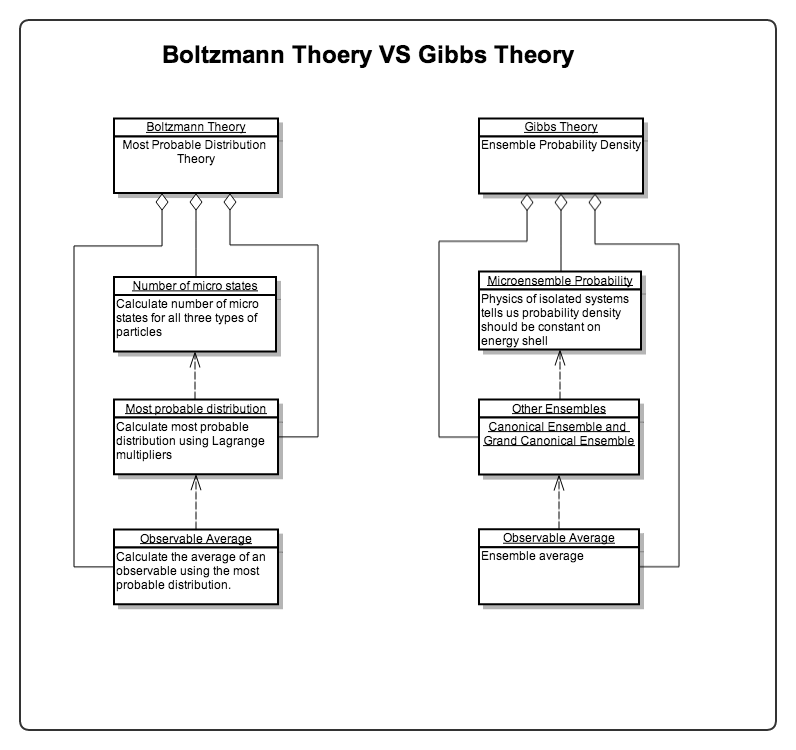 Boltzmann Thoery VS Gibbs Theory
Boltzmann Theory
Most Probable Distribution
Theory
Number of micro states
Calculate number of micro
states for all three types of
particles
Most probable distribution
Calculate most probable
distribution using Lagrange
multipliers
Observable Average
Calculate the average of an
observable using the most
probable distribution.
Gibbs Theory
Ensemble Probability Density
Microensemble Probability
Physics of isolated systems
tells us probability density
should be constant on
energy shell
Other Ensembles
Canonical Ensemble and
Grand Canonical Ensemble
Observable Average
Ensemble average